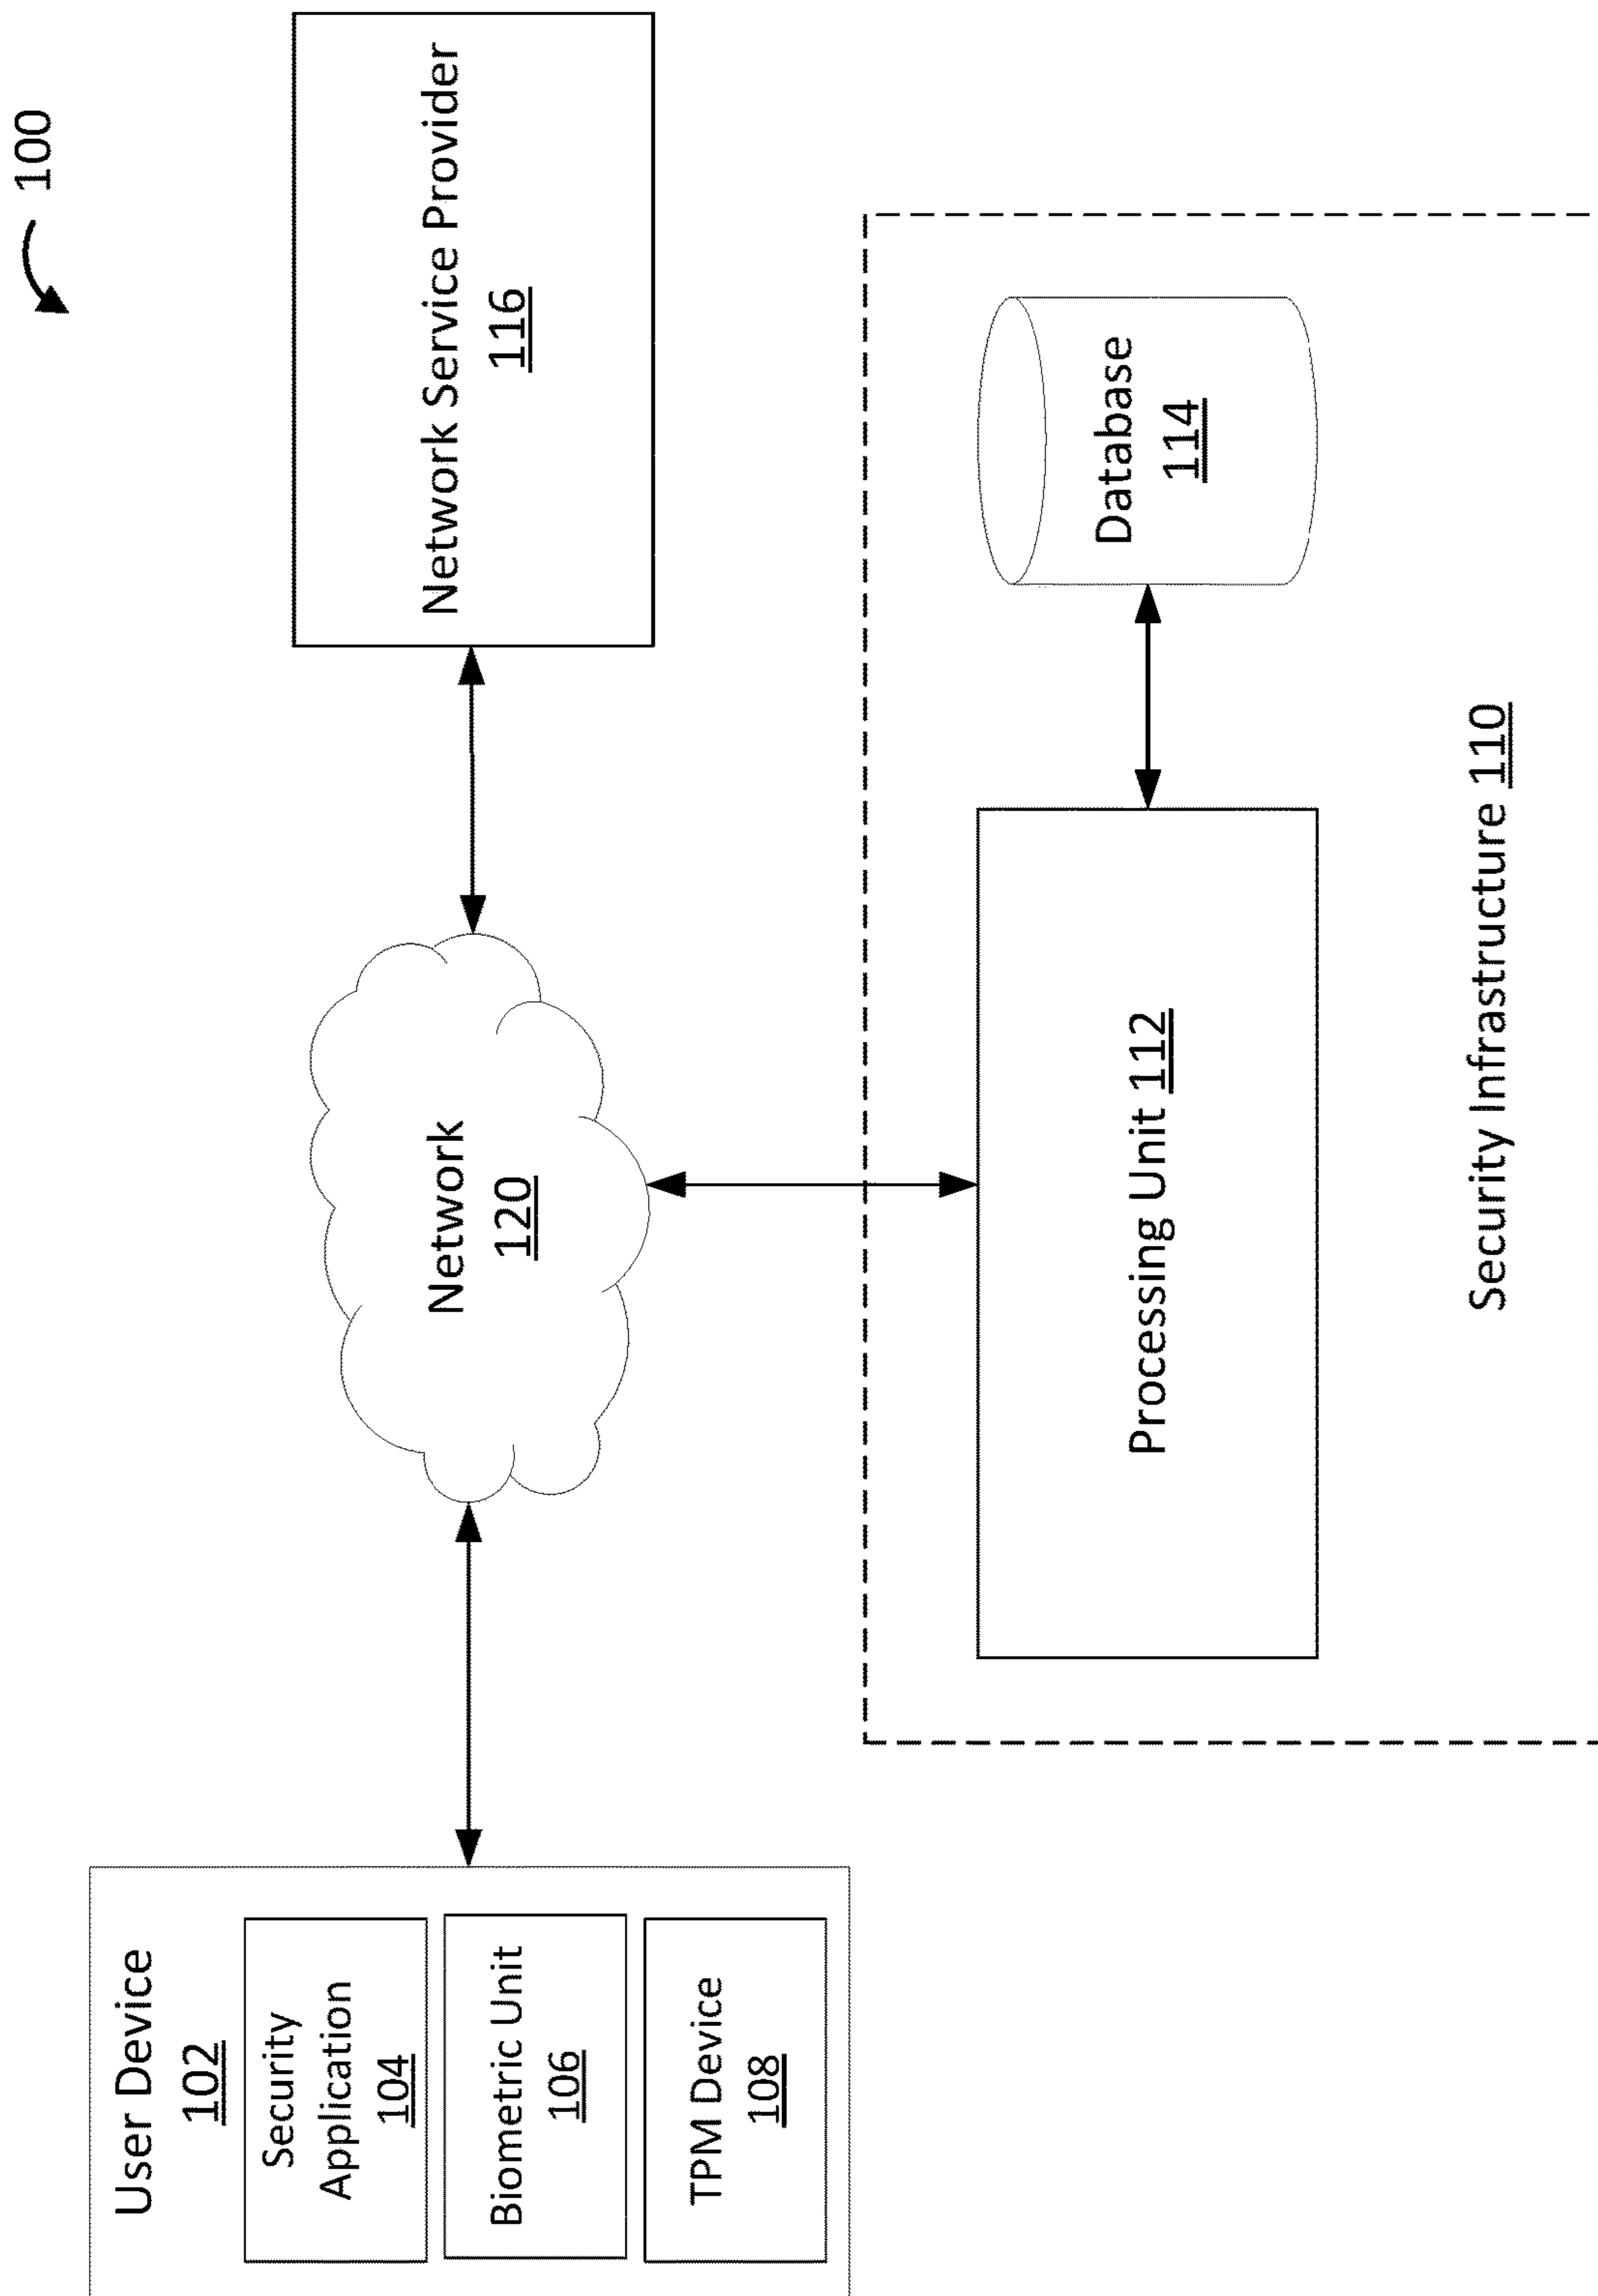 100
User Device
102
Security
Application
104
Biometric Unit
106
TPM Device
108
Network
120
Network Service Provider
116
Processing Unit 112
Database
114
Security Infrastructure 110